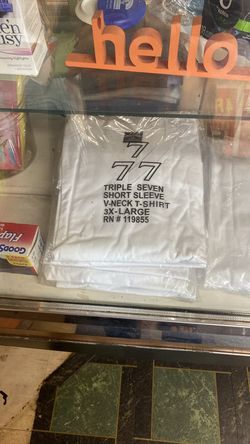 hello
7
77
TRIPLE SEVEN
SHORT SLEEVE
V-NECK T-SHIRT
3X-LARGE
RN # 119855